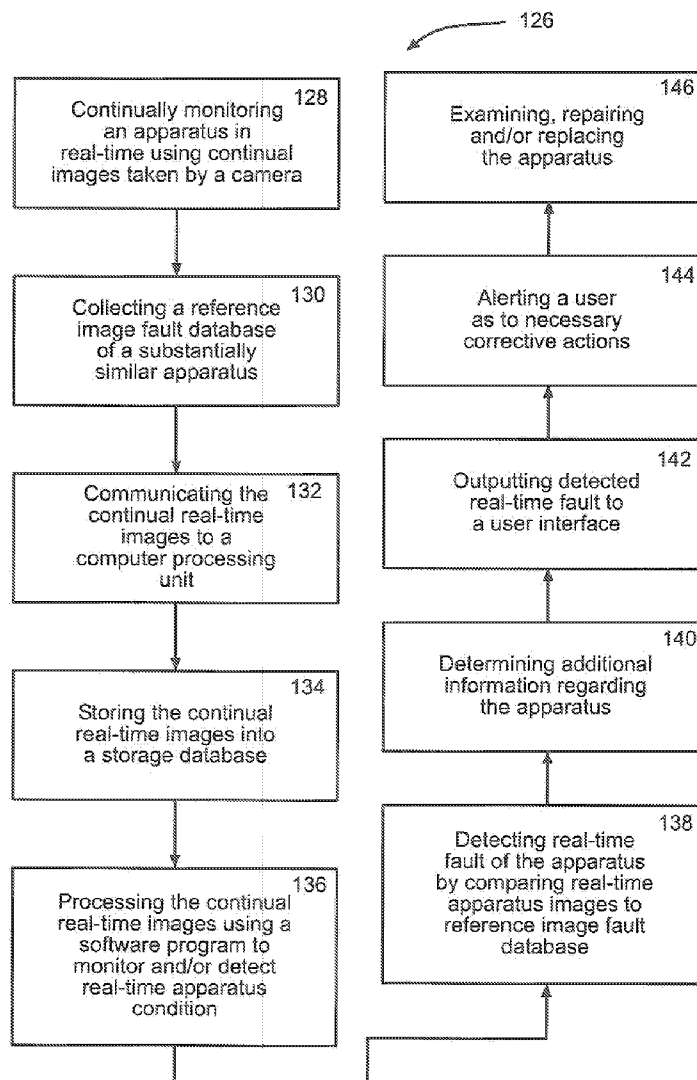 126
128
Continually monitoring
an apparatus in
real-time using continual
images taken by a camera
130
Collecting a reference
image fault database
of a substantially
similar apparatus
132
Communicating the
continual real-time
images to a
computer processing
unit
134
Storing the continual
real-time images into
a storage database
136
Processing the continual
real-time images using a
software program to
monitor and/or detect
real-time apparatus
condition
138
Detecting real-time
fault of the apparatus
by comparing real-time
apparatus images to
reference image fault
database
140
Determining additional
information regarding
the apparatus
142
Outputting detected
real-time fault to
a user interface
144
Alerting a user
as to necessary
corrective actions
146
Examining, repairing
and/or replacing
the apparatus